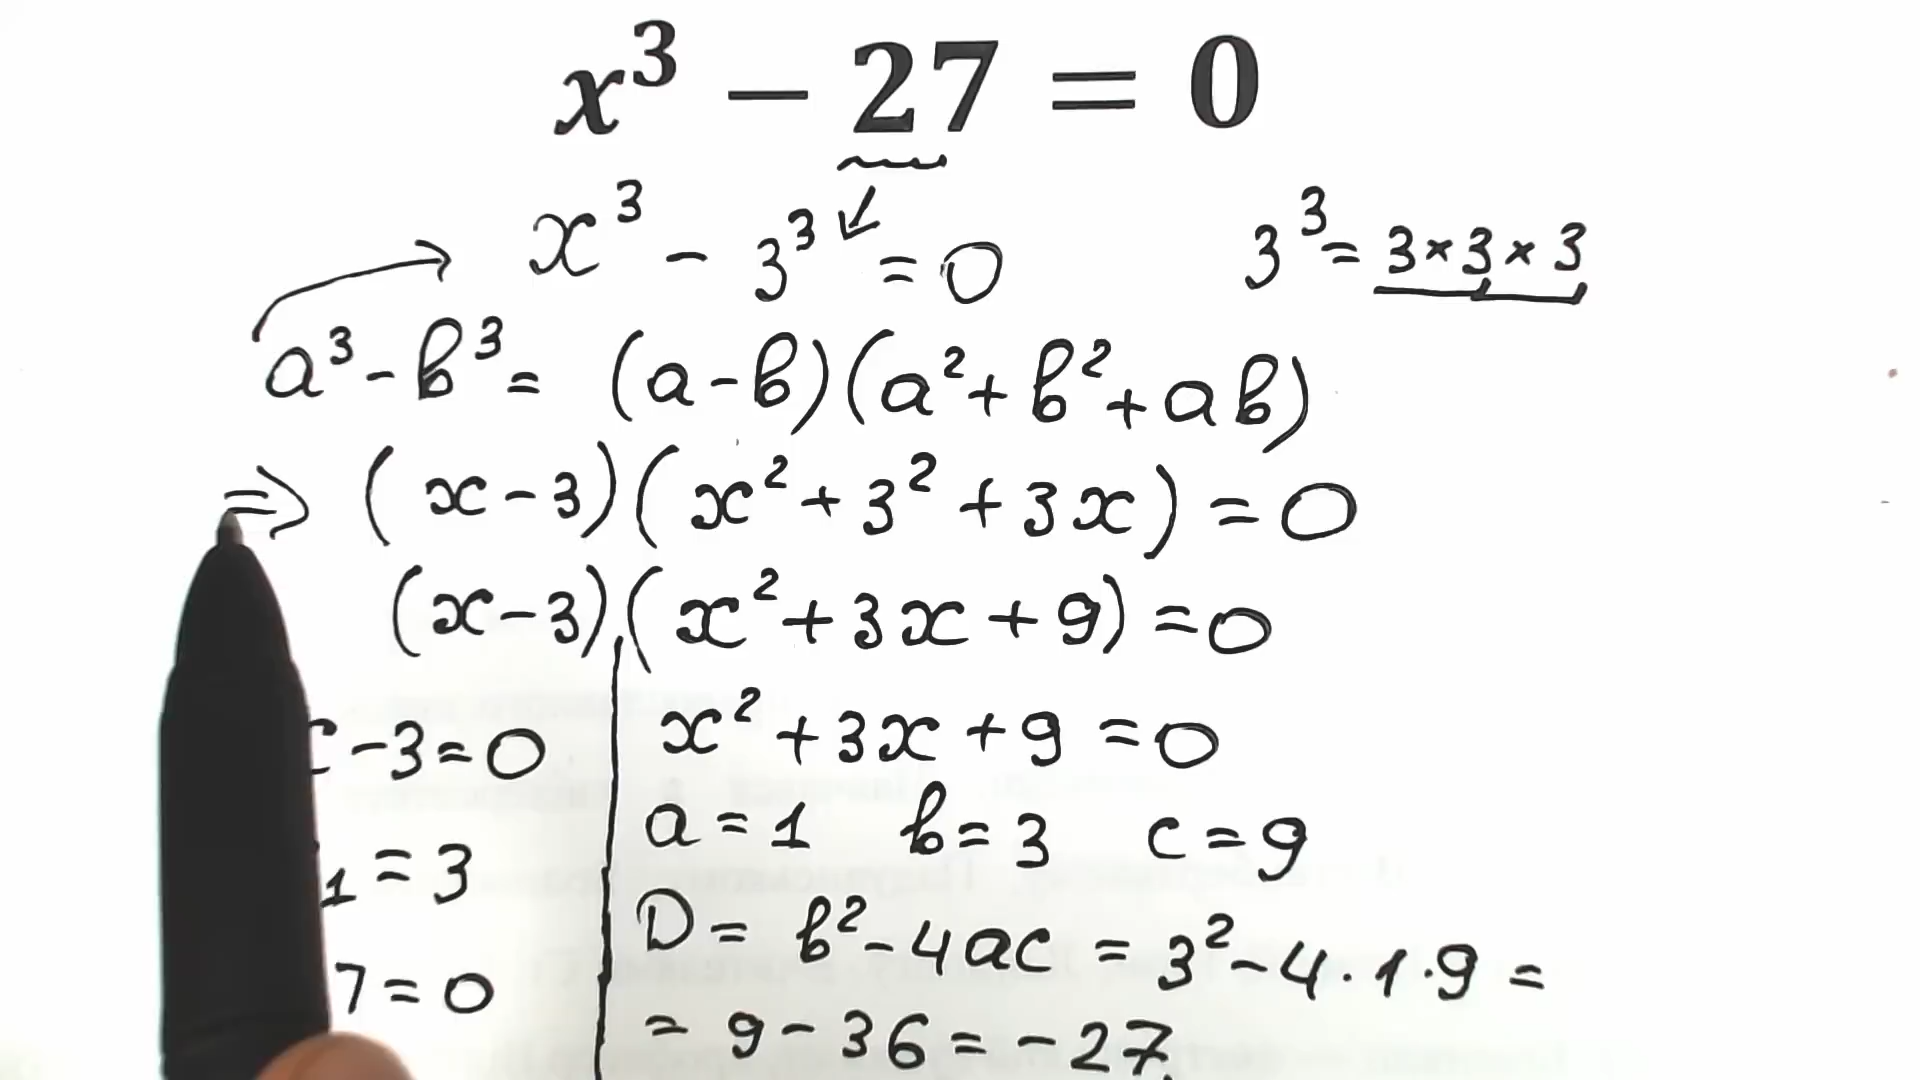 x³ − 27 = 0
x³ − 3³ = 0
3³ = 3 × 3 × 3
a³ − b³ = (a − b)(a² + b² + ab)
⇒ (x − 3)(x² + 3² + 3x) = 0
(x − 3)(x² + 3x + 9) = 0
− 3 = 0
1 = 3
7 = 0
x² + 3x + 9 = 0
a = 1 b = 3 c = 9
D = b² − 4ac = 3² − 4 · 1 · 9 =
= 9 − 36 = −27